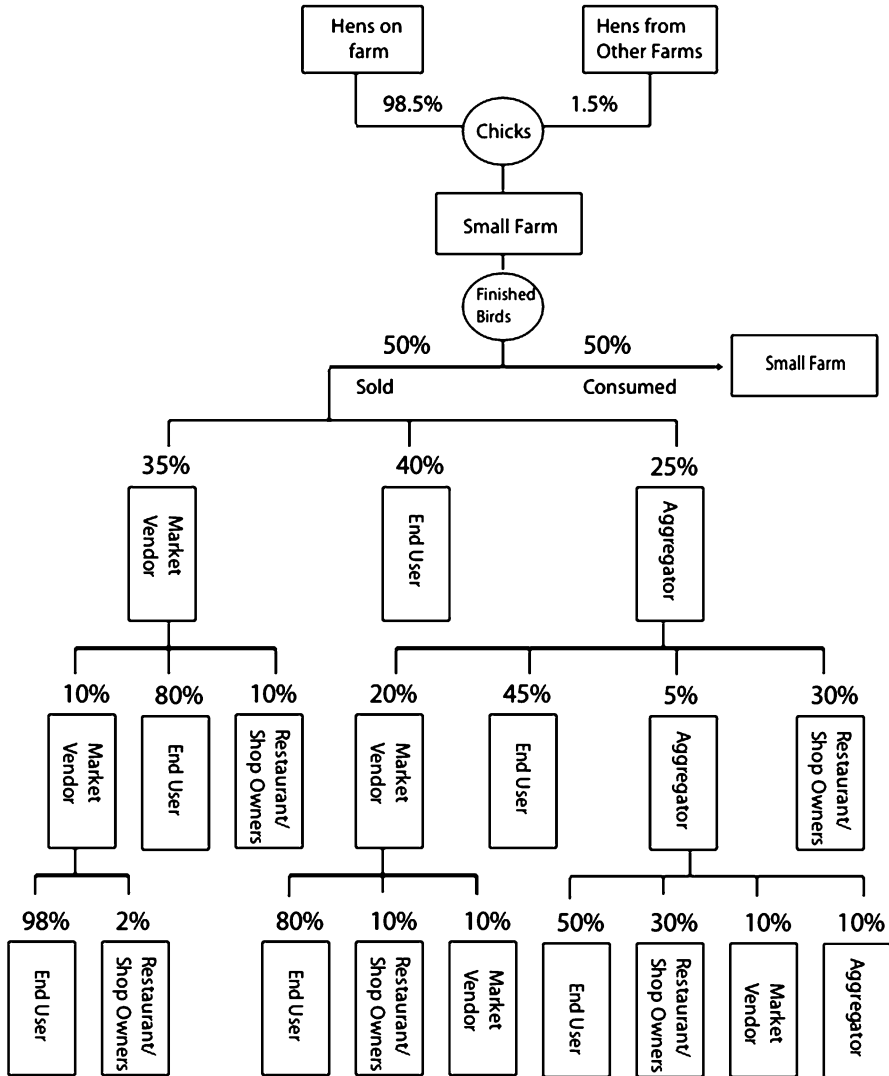 Hens on
farm
Hens from
Other Farms
98.5%
1.5%
Chicks
Small Farm
Finished
Birds
50%
50%
Sold
Consumed
Small Farm
35%
40%
25%
Market
Vendor
End User
Aggregator
10%
80%
10%
20%
45%
5%
30%
Market
Vendor
End User
Restaurant/
Shop Owners
Market
Vendor
End User
Aggregator
Restaurant/
Shop Owners
98%
2%
80%
10%
10%
50%
30%
10%
10%
End User
Restaurant/
Shop Owners
End User
Restaurant/
Shop Owners
Market
Vendor
End User
Restaurant/
Shop Owners
Market
Vendor
Aggregator